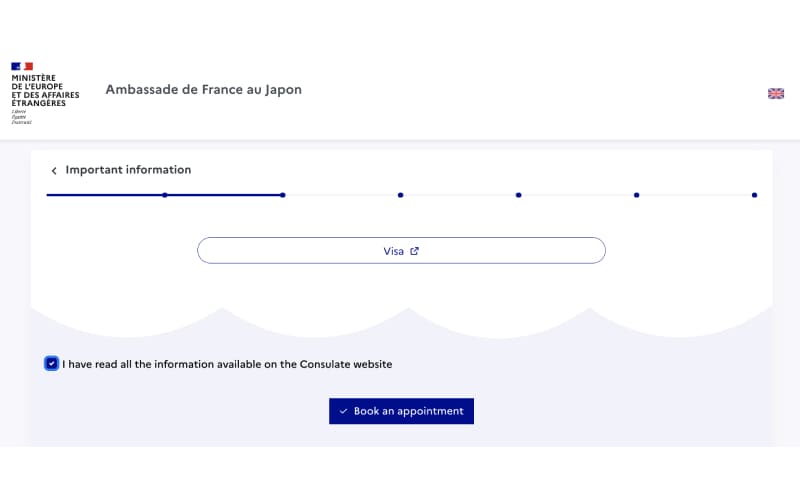 MINISTÈRE
DE L'EUROPE
ET DES AFFAIRES
ÉTRANGÈRES
Liberté
Égalité
Fraternité
Ambassade de France au Japon
Important information
Visa
I have read all the information available on the Consulate website
Book an appointment